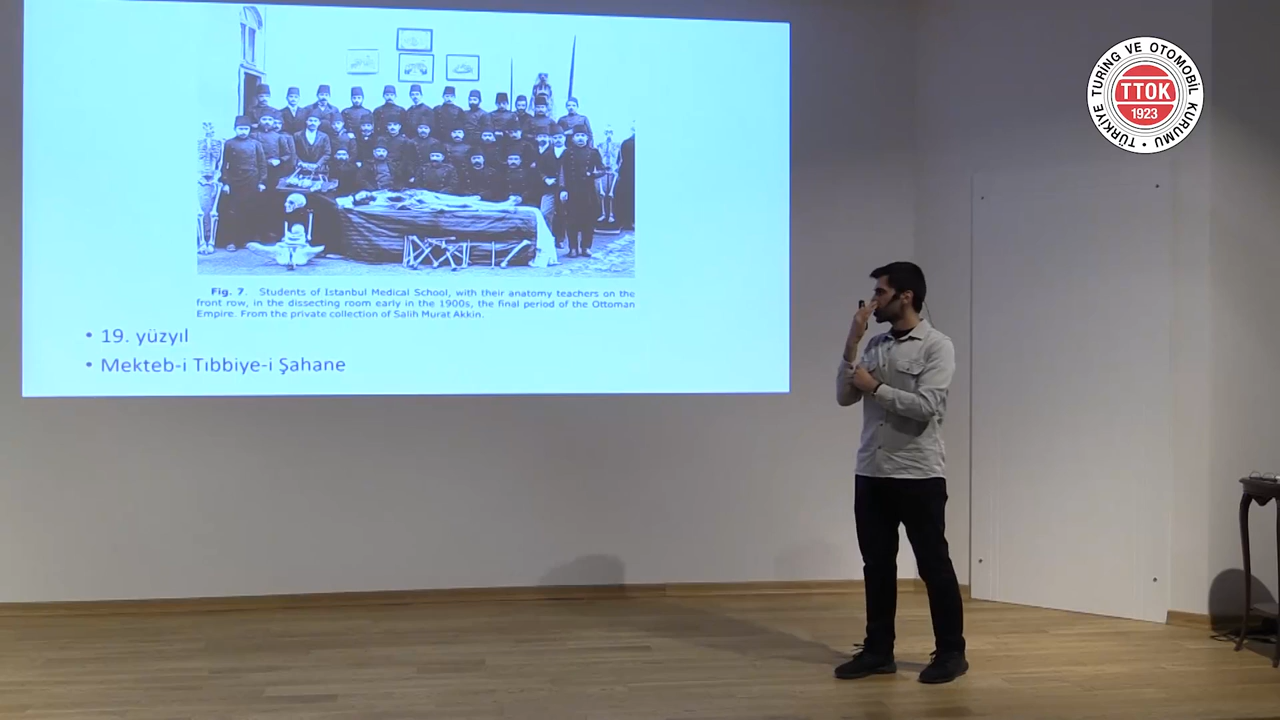 Fig. 7. Students of Istanbul Medical School, with their anatomy teachers on the
front row, in the dissecting room early in the 1900s, the final period of the Ottoman
Empire. From the private collection of Salih Murat Akkin.
• 19. yüzyıl
• Mekteb-i Tıbbiye-i Şahane
TÜRKİYE TURİNG VE OTOMOBİL KURUMU •
TTOK
1923